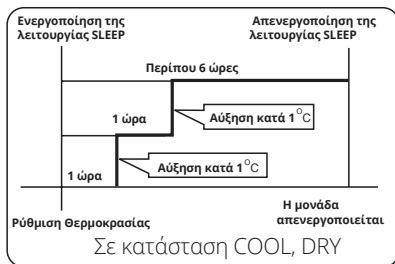 Ενεργοποίηση της
λειτουργίας SLEEP
Απενεργοποίηση της
λειτουργίας SLEEP
Περίπου 6 ώρες
1 ώρα
Αύξηση κατά 1°C
Αύξηση κατά 1°C
1 ώρα
Ρύθμιση Θερμοκρασίας
Η μονάδα
απενεργοποιείται
Σε κατάσταση COOL, DRY